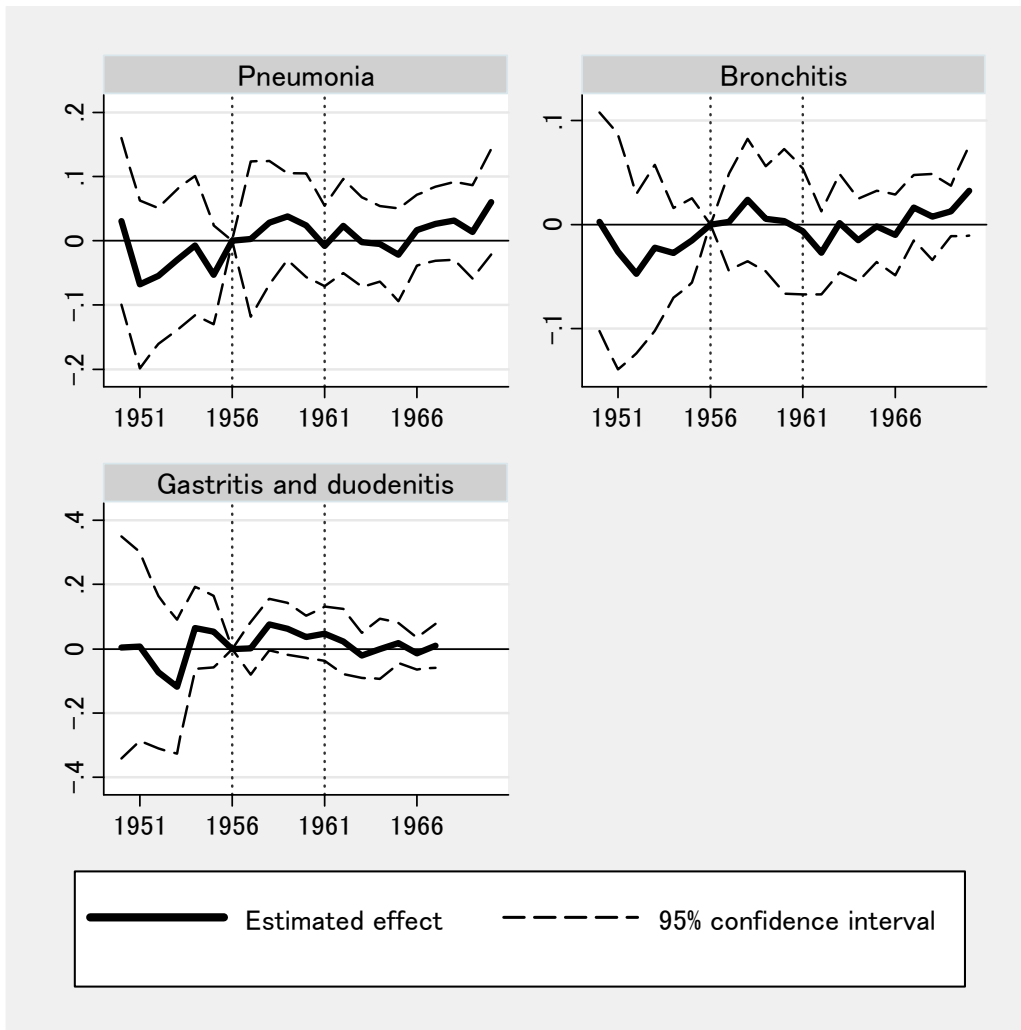 Pneumonia
.2
.1
0
-.1
-.2
1951 1956 1961 1966
Bronchitis
.1
0
-.1
1951 1956 1961 1966
Gastritis and duodenitis
.4
.2
0
-.2
-.4
1951 1956 1961 1966
Estimated effect 95% confidence interval